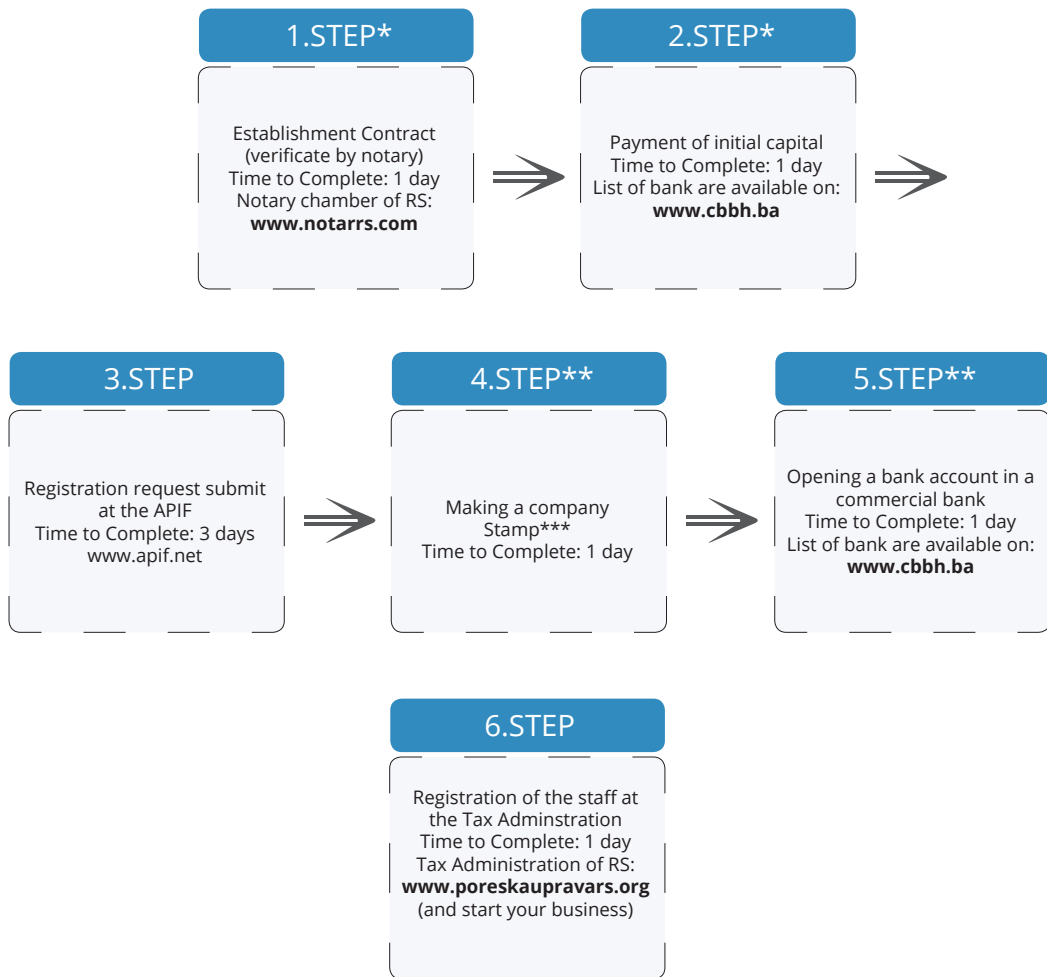 1.STEP*
Establishment Contract
(verificate by notary)
Time to Complete: 1 day
Notary chamber of RS:
www.notarrs.com
2.STEP*
Payment of initial capital
Time to Complete: 1 day
List of bank are available on:
www.cbbh.ba
3.STEP
Registration request submit
at the APIF
Time to Complete: 3 days
www.apif.net
4.STEP**
Making a company
Stamp***
Time to Complete: 1 day
5.STEP**
Opening a bank account in a
commercial bank
Time to Complete: 1 day
List of bank are available on:
www.cbbh.ba
6.STEP
Registration of the staff at
the Tax Adminstration
Time to Complete: 1 day
Tax Administration of RS:
www.poreskaupravars.org
(and start your business)